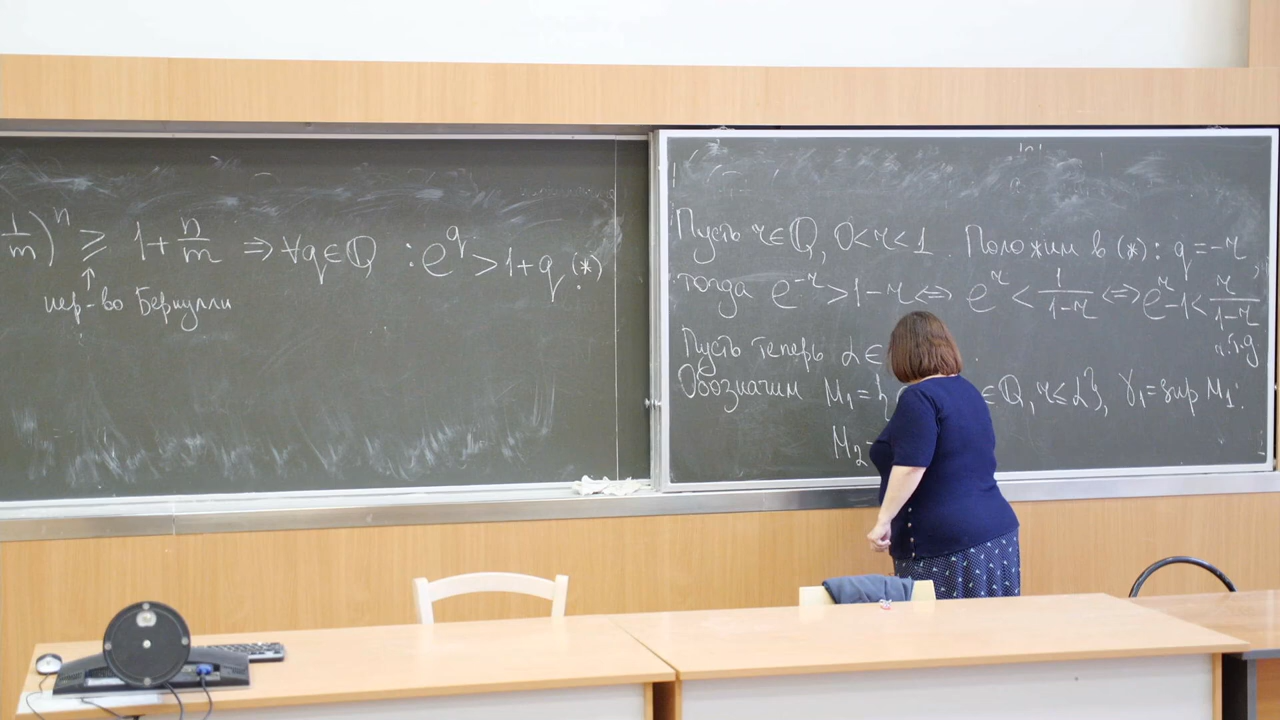 1/m)ⁿ ≥ 1+n/m ⇒ ∀q∈ℚ : e^q > 1+q (*)
↑
нер-во Бернулли
Пусть r∈ℚ, 0<r<1. Положим в (*): q=-r,
тогда e^{-r} > 1-r ⇔ e^r < 1/(1-r) ⇔ e^r-1 < r/(1-r)
ч.т.д
Пусть теперь α ∈
Обозначим M₁={ ∈ℚ, r≤α}, γ₁=sup M₁.
M₂